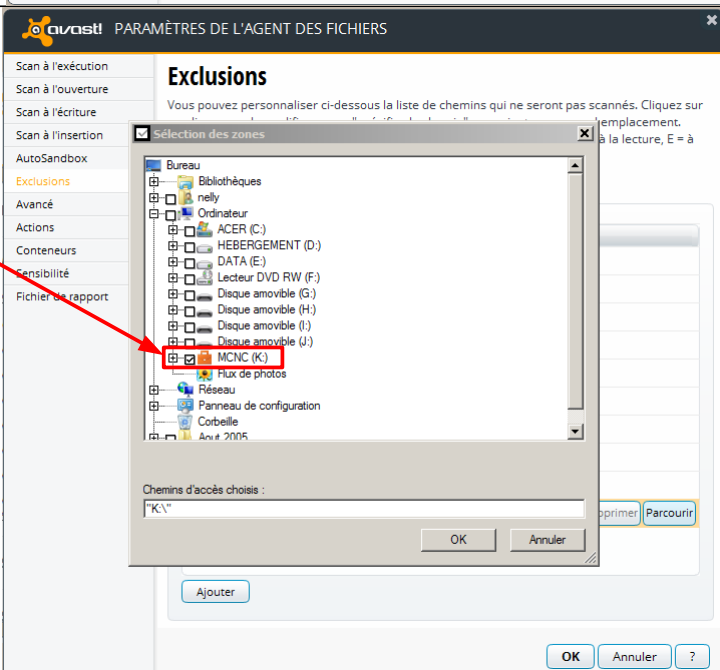 avast! PARAMÈTRES DE L'AGENT DES FICHIERS
Scan à l'exécution
Scan à l'ouverture
Scan à l'écriture
Scan à l'insertion
AutoSandbox
Exclusions
Avancé
Actions
Conteneurs
Sensibilité
Fichier de rapport
Exclusions
Vous pouvez personnaliser ci-dessous la liste de chemins qui ne seront pas scannés. Cliquez sur
emplacement.
à la lecture, E = à
Sélection des zones
Bureau
Bibliothèques
nelly
Ordinateur
ACER (C:)
HEBERGEMENT (D:)
DATA (E:)
Lecteur DVD RW (F:)
Disque amovible (G:)
Disque amovible (H:)
Disque amovible (I:)
Disque amovible (J:)
MCNC (K:)
Flux de photos
Réseau
Panneau de configuration
Corbeille
Aout 2005
Chemins d'accès choisis :
"K:\"
OK Annuler
Parcourir
Ajouter
OK Annuler ?